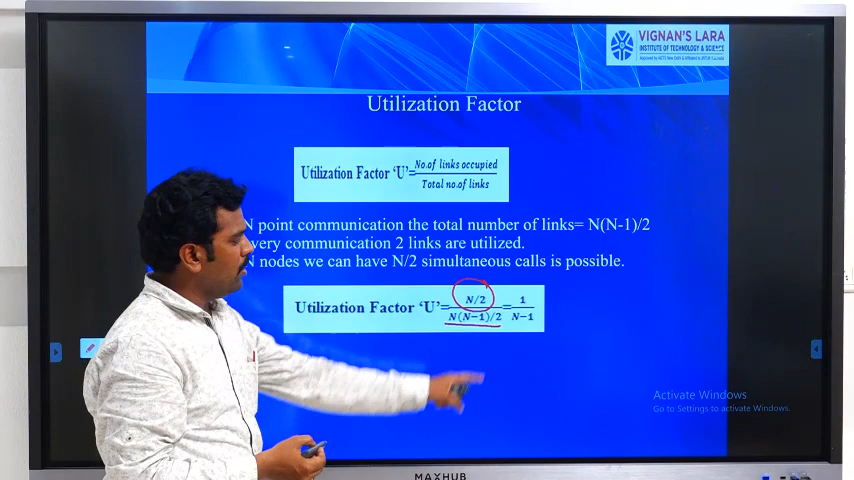 VIGNAN'S LARA
INSTITUTE OF TECHNOLOGY & SCIENCE
Utilization Factor
Utilization Factor 'U'=No.of links occupied/Total no.of links
N point communication the total number of links= N(N-1)/2
very communication 2 links are utilized.
N nodes we can have N/2 simultaneous calls is possible.
Utilization Factor 'U'=N/2/N(N−1)/2=1/N−1
Activate Windows
Go to Settings to activate Windows.
MAXHUB